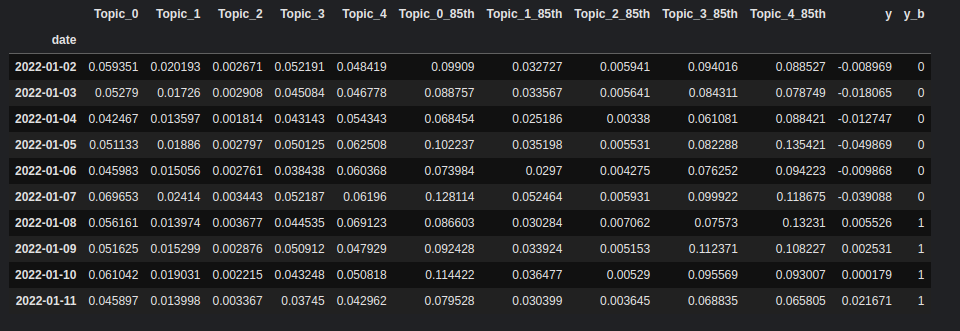 Topic_0 Topic_1 Topic_2 Topic_3 Topic_4 Topic_0_85th Topic_1_85th Topic_2_85th Topic_3_85th Topic_4_85th y y_b
date
2022-01-02 0.059351 0.020193 0.002671 0.052191 0.048419 0.09909 0.032727 0.005941 0.094016 0.088527 -0.008969 0
2022-01-03 0.05279 0.01726 0.002908 0.045084 0.046778 0.088757 0.033567 0.005641 0.084311 0.078749 -0.018065 0
2022-01-04 0.042467 0.013597 0.001814 0.043143 0.054343 0.068454 0.025186 0.00338 0.061081 0.088421 -0.012747 0
2022-01-05 0.051133 0.01886 0.002797 0.050125 0.062508 0.102237 0.035198 0.005531 0.082288 0.135421 -0.049869 0
2022-01-06 0.045983 0.015056 0.002761 0.038438 0.060368 0.073984 0.0297 0.004275 0.076252 0.094223 -0.009868 0
2022-01-07 0.069653 0.02414 0.003443 0.052187 0.06196 0.128114 0.052464 0.005931 0.099922 0.118675 -0.039088 0
2022-01-08 0.056161 0.013974 0.003677 0.044535 0.069123 0.086603 0.030284 0.007062 0.07573 0.13231 0.005526 1
2022-01-09 0.051625 0.015299 0.002876 0.050912 0.047929 0.092428 0.033924 0.005153 0.112371 0.108227 0.002531 1
2022-01-10 0.061042 0.019031 0.002215 0.043248 0.050818 0.114422 0.036477 0.00529 0.095569 0.093007 0.000179 1
2022-01-11 0.045897 0.013998 0.003367 0.03745 0.042962 0.079528 0.030399 0.003645 0.068835 0.065805 0.021671 1